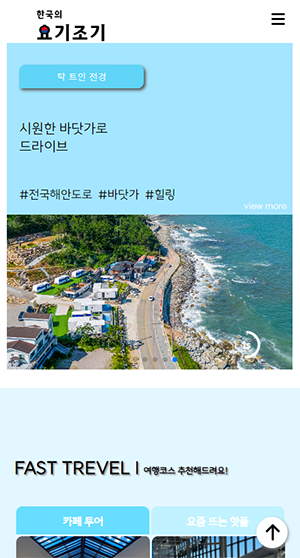 한국의
요기조기
탁 트인 전경
시원한 바닷가로
드라이브
#전국해안도로 #바닷가 #힐링
view more
FAST TREVEL | 여행코스 추천해드려요!
카페 투어
요즘 뜨는 핫플